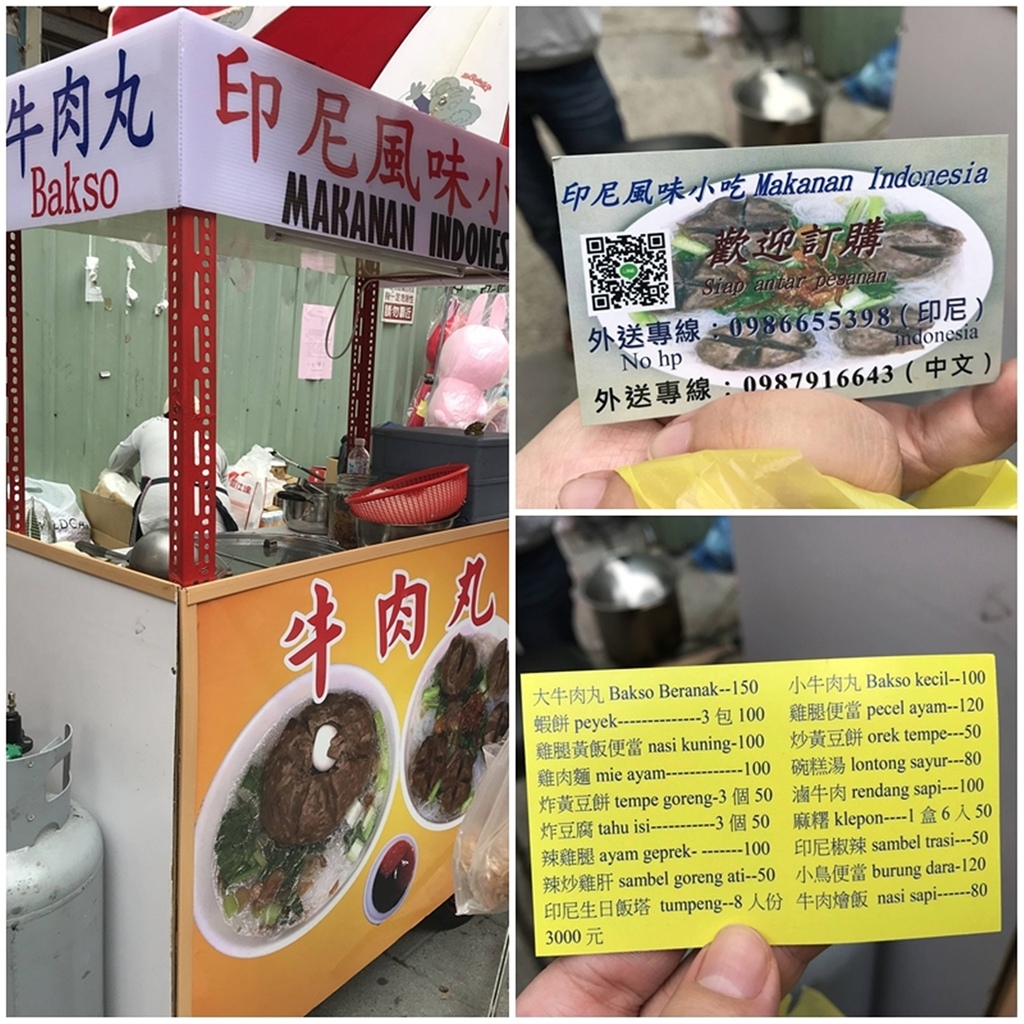 牛肉丸
Bakso
印尼風味小
MAKANAN INDONES
請勿靠近
牛肉丸
印尼風味小吃 Makanan Indonesia
歡迎訂購
Siap antar pesanan
外送專線：0986655398（印尼）
No hp indonesia
外送專線：0987916643（中文）
大牛肉丸 Bakso Beranak--150
蝦餅 peyek--------------3 包 100
雞腿黃飯便當 nasi kuning-100
雞肉麵 mie ayam------------100
炸黃豆餅 tempe goreng-3 個 50
炸豆腐 tahu isi-----------3 個 50
辣雞腿 ayam geprek- -------100
辣炒雞肝 sambel goreng ati--50
印尼生日飯塔 tumpeng--8 人份
3000 元
小牛肉丸 Bakso kecil--100
雞腿便當 pecel ayam--120
炒黃豆餅 orek tempe---50
碗糕湯 lontong sayur---80
滷牛肉 rendang sapi---100
麻糬 klepon----1 盒 6 入 50
印尼椒辣 sambel trasi---50
小鳥便當 burung dara-120
牛肉燴飯 nasi sapi------80